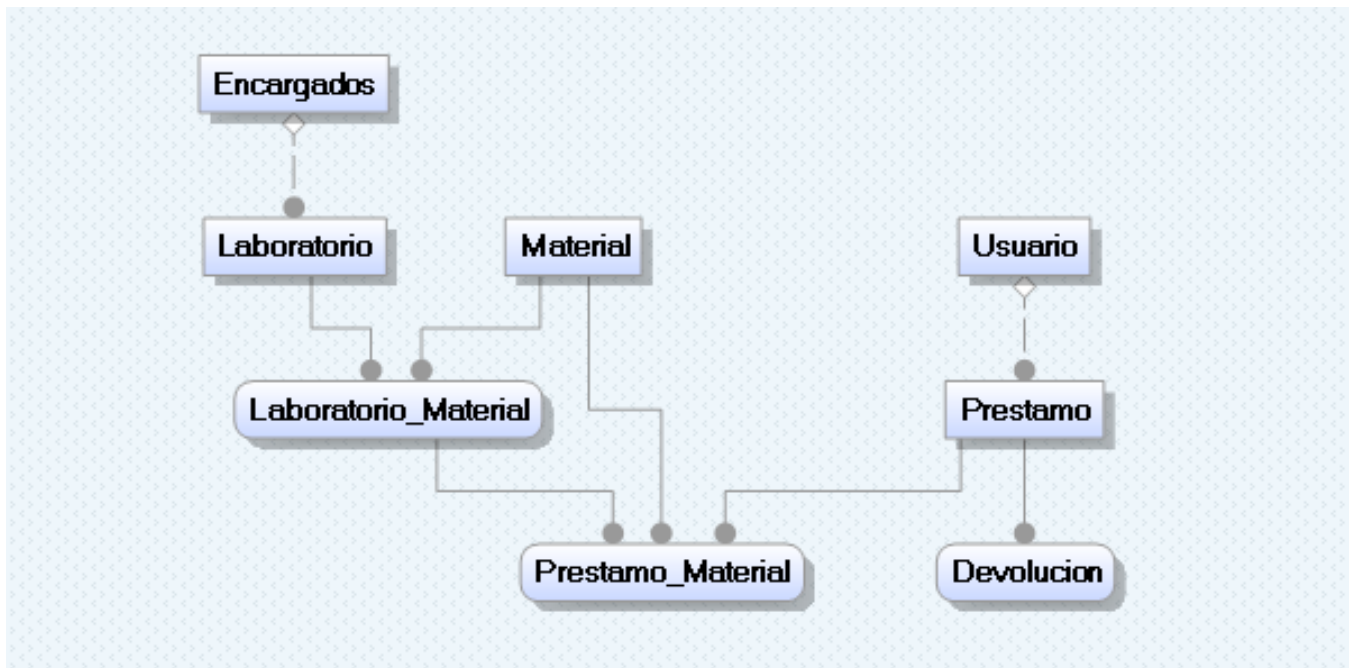 Encargados
Laboratorio
Material
Usuario
Laboratorio_Material
Prestamo
Prestamo_Material
Devolucion